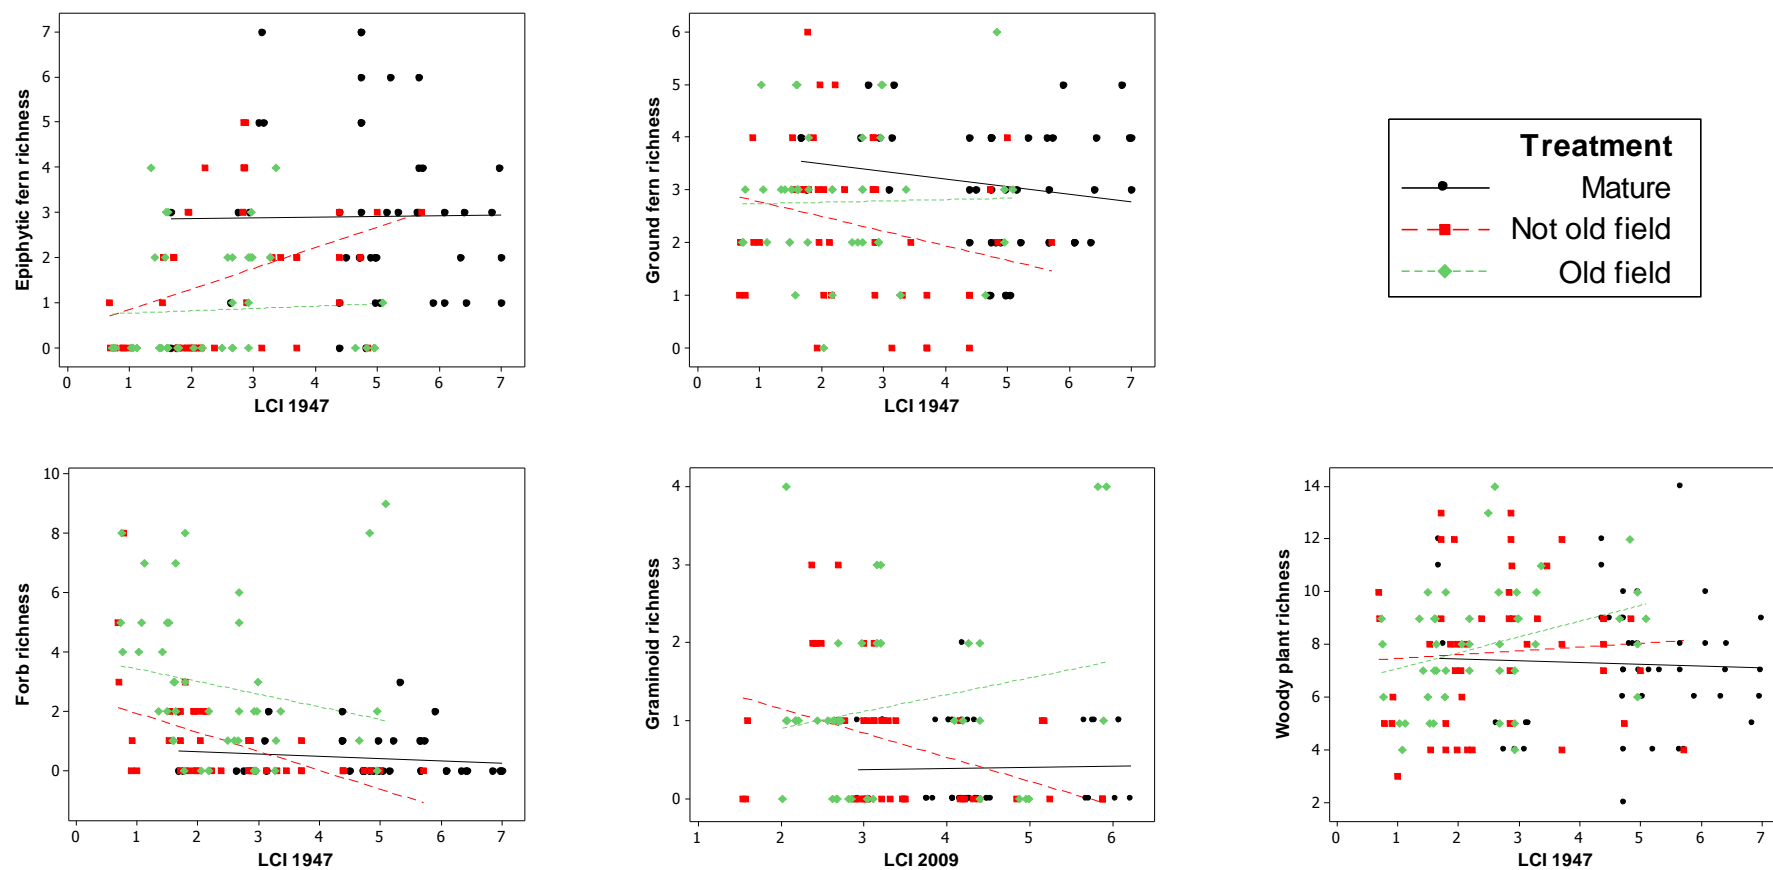 7
6
5
4
3
2
1
0
Epiphytic fern richness
0 1 2 3 4 5 6 7
LCI 1947
6
5
4
3
2
1
0
Ground fern richness
0 1 2 3 4 5 6 7
LCI 1947
Treatment
Mature
Not old field
Old field
10
8
6
4
2
0
Forb richness
0 1 2 3 4 5 6 7
LCI 1947
4
3
2
1
0
Graminoid richness
1 2 3 4 5 6
LCI 2009
14
12
10
8
6
4
2
Woody plant richness
0 1 2 3 4 5 6 7
LCI 1947